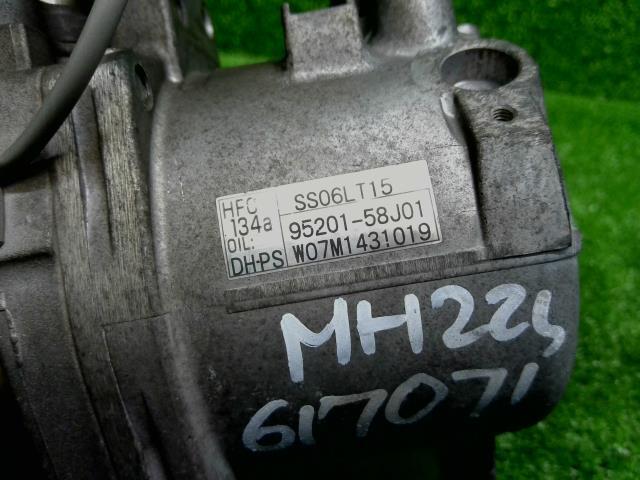 HFC SS06LT15
134a 95201-58J01
OIL: W07M1431019
DH-PS
MH22S
617071